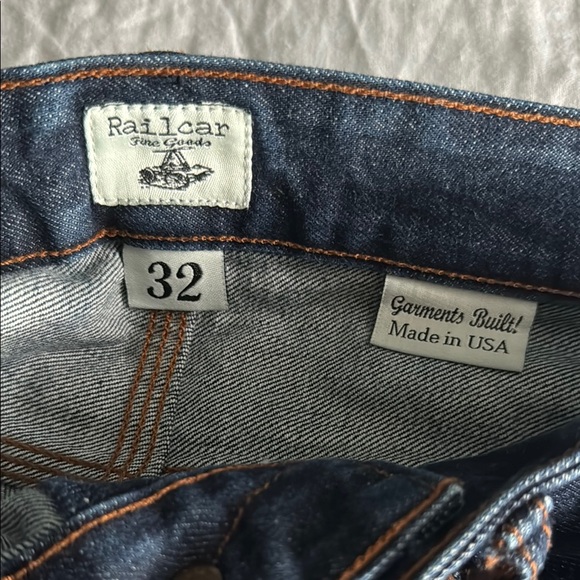 Railcar
Fine Goods
32
Garments Built!
Made in USA